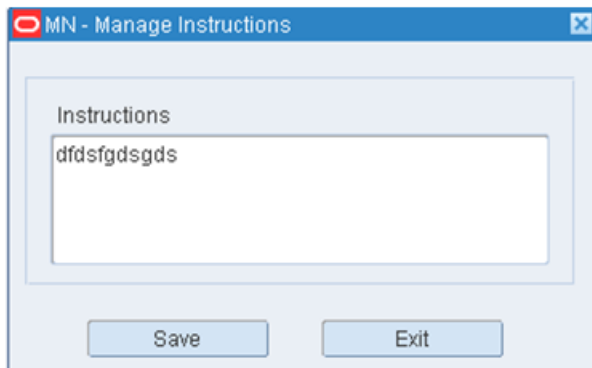 MN - Manage Instructions
Instructions
dfdsfgdsgds
Save
Exit